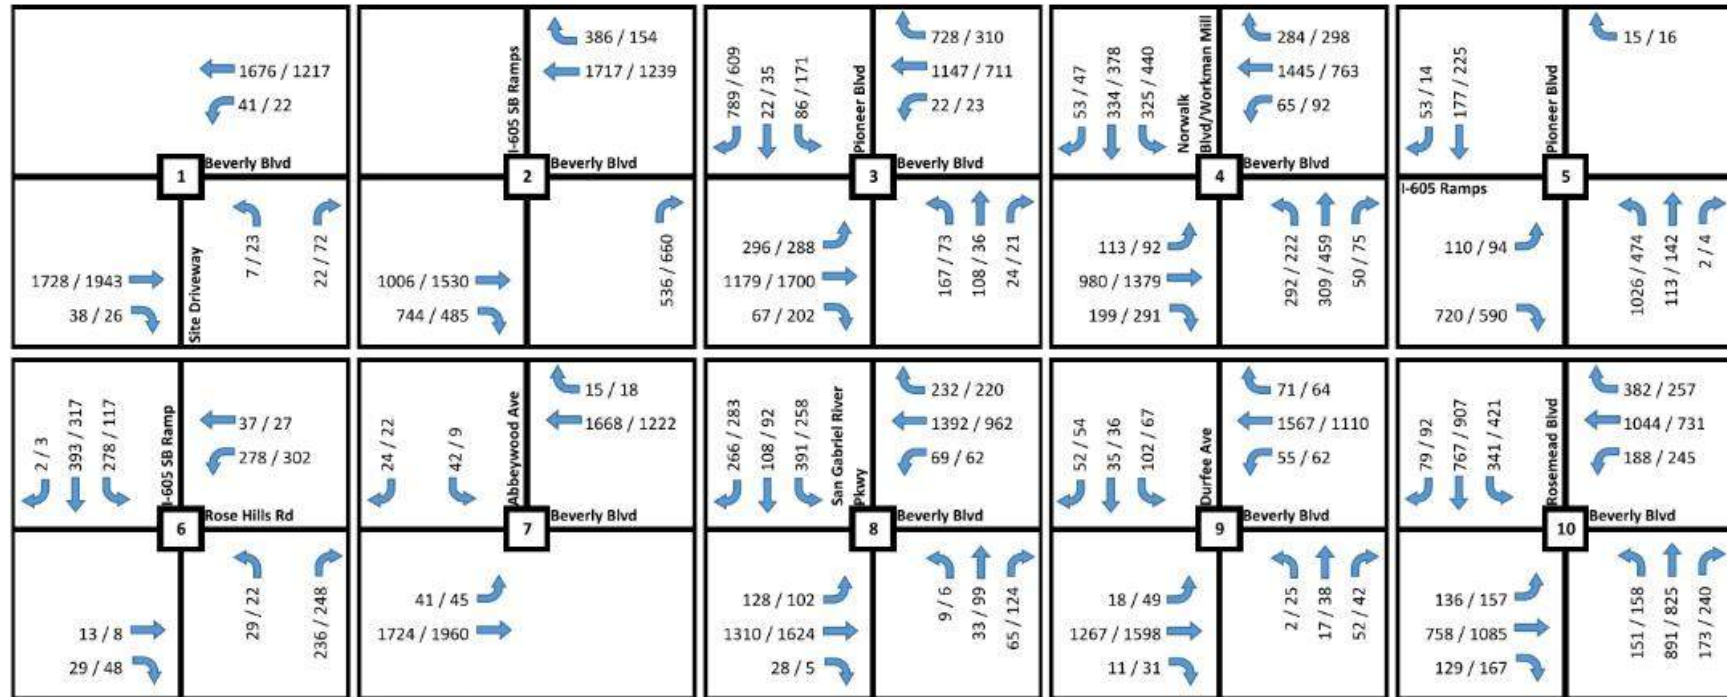 1676 / 1217
41 / 22
Beverly Blvd
1
Site Driveway
7 / 23
22 / 72
1728 / 1943
38 / 26
386 / 154
1717 / 1239
I-605 SB Ramps
Beverly Blvd
2
536 / 660
1006 / 1530
744 / 485
789 / 609
22 / 35
86 / 171
Pioneer Blvd
728 / 310
1147 / 711
22 / 23
Beverly Blvd
3
296 / 288
1179 / 1700
67 / 202
167 / 73
108 / 36
24 / 21
53 / 47
334 / 378
325 / 440
Norwalk
Blvd/Workman Mill
284 / 298
1445 / 763
65 / 92
Beverly Blvd
4
113 / 92
980 / 1379
199 / 291
292 / 222
309 / 459
50 / 75
53 / 14
177 / 225
Pioneer Blvd
15 / 16
5
I-605 Ramps
110 / 94
720 / 590
1026 / 474
113 / 142
2 / 4
2 / 3
393 / 317
278 / 117
I-605 SB Ramp
37 / 27
278 / 302
Rose Hills Rd
6
13 / 8
29 / 48
29 / 22
236 / 248
24 / 22
42 / 9
Abbeywood Ave
15 / 18
1668 / 1222
Beverly Blvd
7
41 / 45
1724 / 1960
266 / 283
108 / 92
391 / 258
San Gabriel River
Pkwy
232 / 220
1392 / 962
69 / 62
Beverly Blvd
8
128 / 102
1310 / 1624
28 / 5
9 / 6
33 / 99
65 / 124
52 / 54
35 / 36
102 / 67
Durfee Ave
71 / 64
1567 / 1110
55 / 62
Beverly Blvd
9
18 / 49
1267 / 1598
11 / 31
2 / 25
17 / 38
52 / 42
79 / 92
767 / 907
341 / 421
Rosemead Blvd
382 / 257
1044 / 731
188 / 245
Beverly Blvd
10
136 / 157
758 / 1085
129 / 167
151 / 158
891 / 825
173 / 240